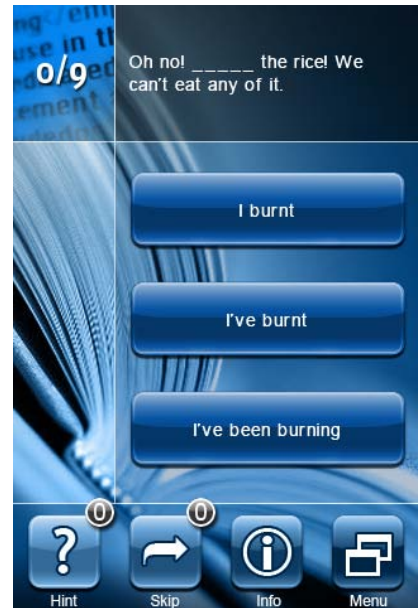 0/9
Oh no! _____ the rice! We
can't eat any of it.
I burnt
I've burnt
I've been burning
0
0
?
Hint
Skip
Info
Menu